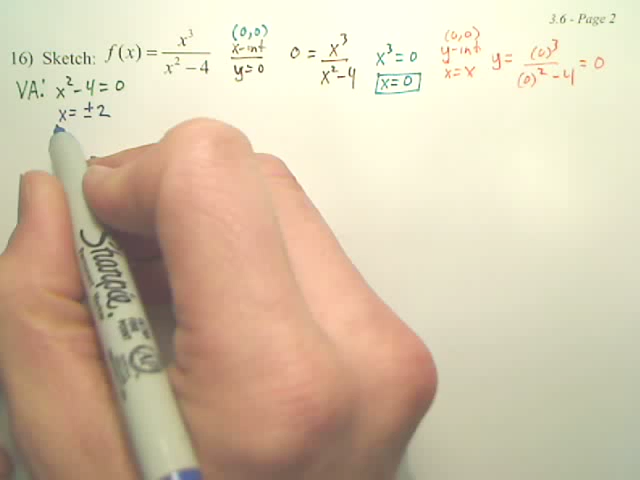 3.6 - Page 2
16) Sketch: f(x) = x³ / (x² − 4)
(0,0)
x-int
y=0
0 = x³ / (x²−4)
x³=0
x=0
(0,0)
y-int
x=x
y = (0)³ / ((0)² − 4) = 0
VA: x²−4=0
x= ±2
Sharpie.